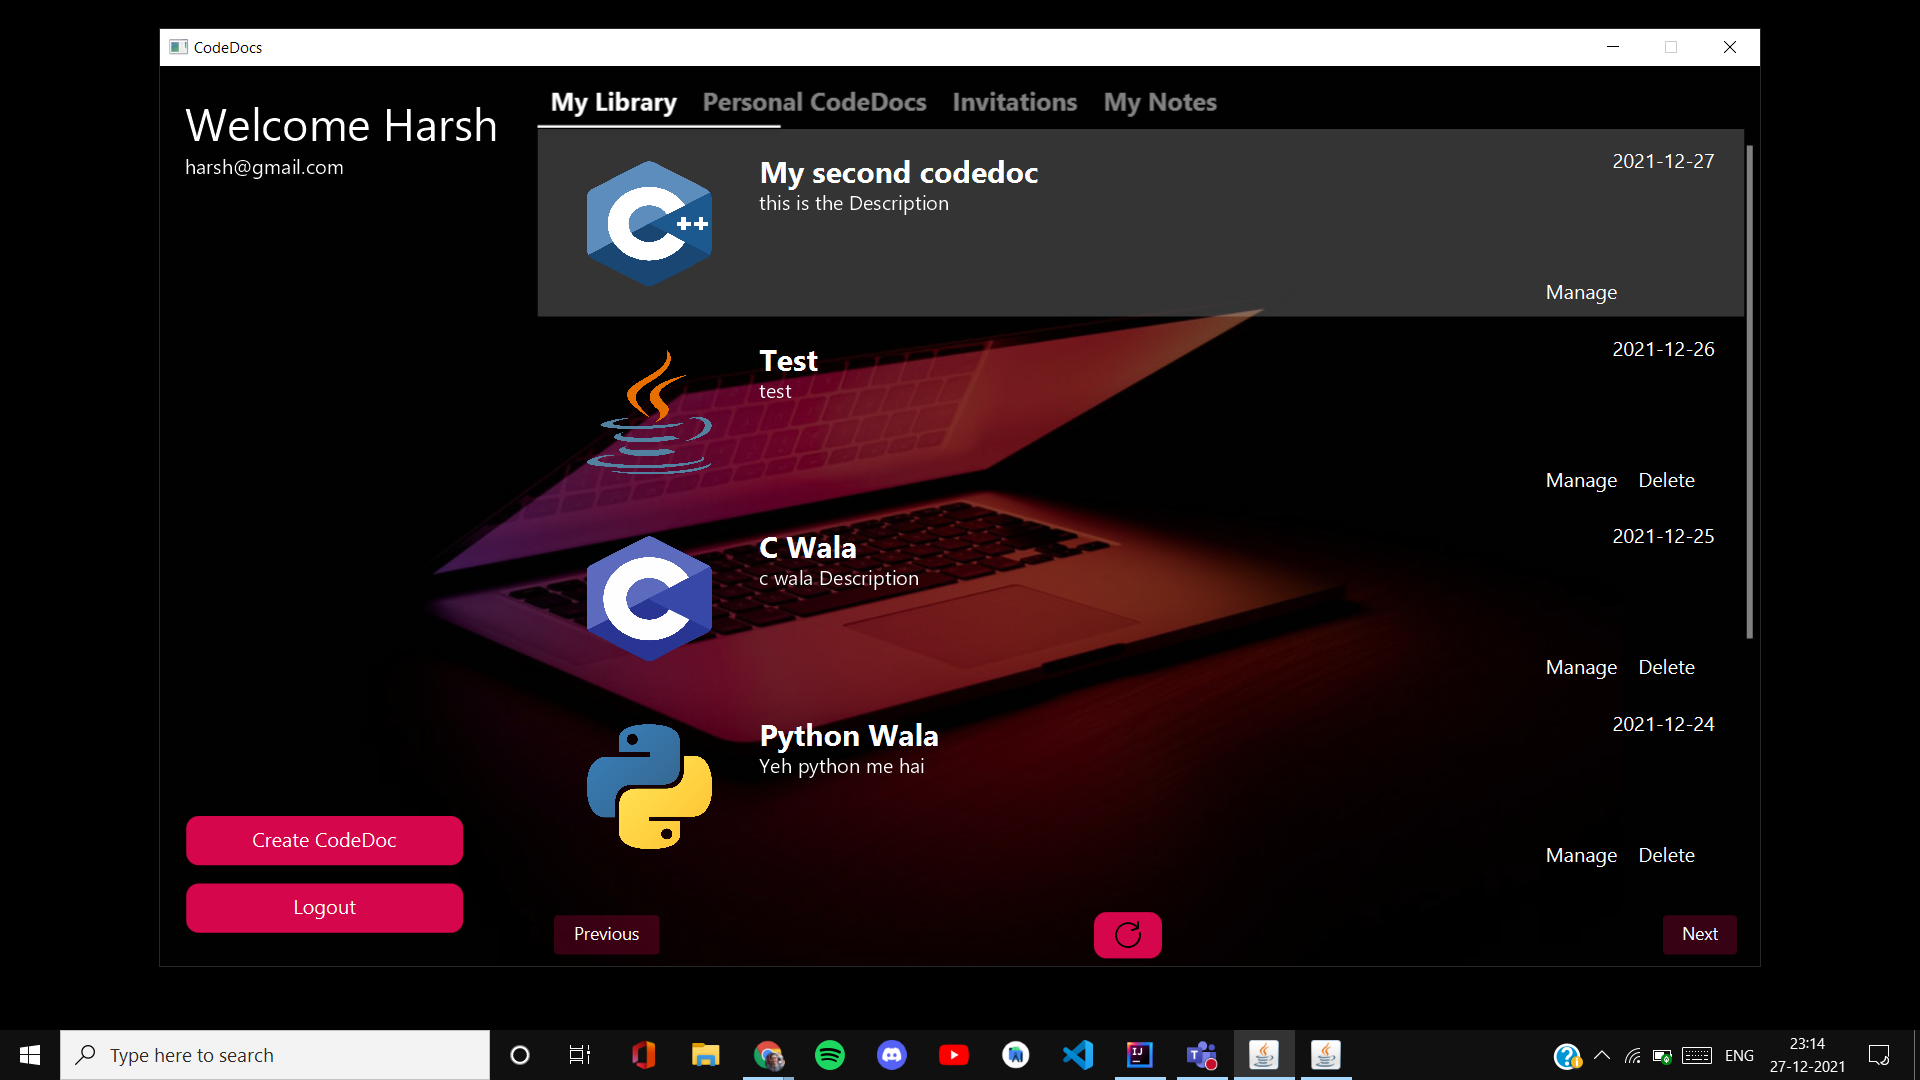 CodeDocs
Welcome Harsh
harsh@gmail.com
My Library Personal CodeDocs Invitations My Notes
My second codedoc
2021-12-27
this is the Description
Manage
Test
2021-12-26
test
Manage Delete
C Wala
2021-12-25
c wala Description
Manage Delete
Python Wala
2021-12-24
Yeh python me hai
Manage Delete
Create CodeDoc
Logout
Previous
Next
Type here to search
ENG
23:14
27-12-2021